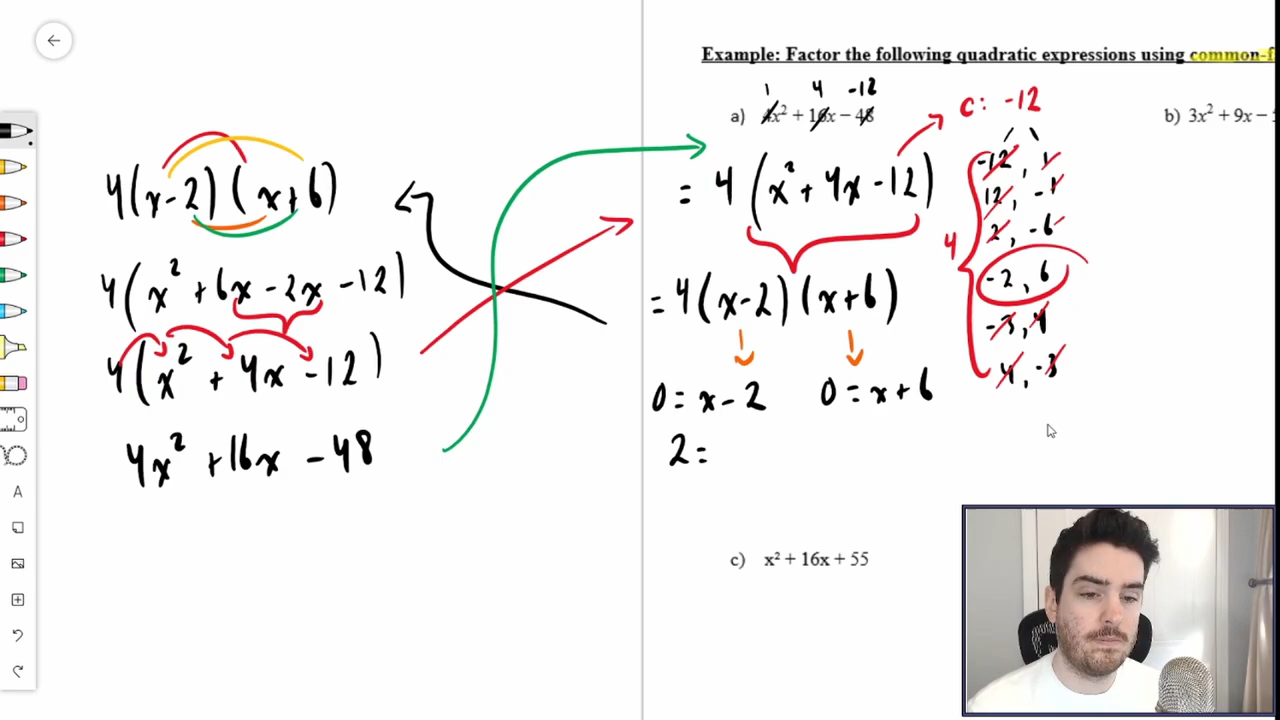 4(x-2)(x+6)
4(x² +6x -2x -12)
4(x² + 4x -12)
4x² +16x -48
Example: Factor the following quadratic expressions using common-f
1 4 -12
a) 4x² + 16x – 48
= 4(x² + 4x -12)
= 4(x-2)(x+6)
0 = x - 2 0 = x + 6
2 =
c: -12
-12, 1
12, -1
2, -6
-2, 6
-3, 4
4, -3
4
b) 3x² + 9x –
c) x² + 16x + 55
A